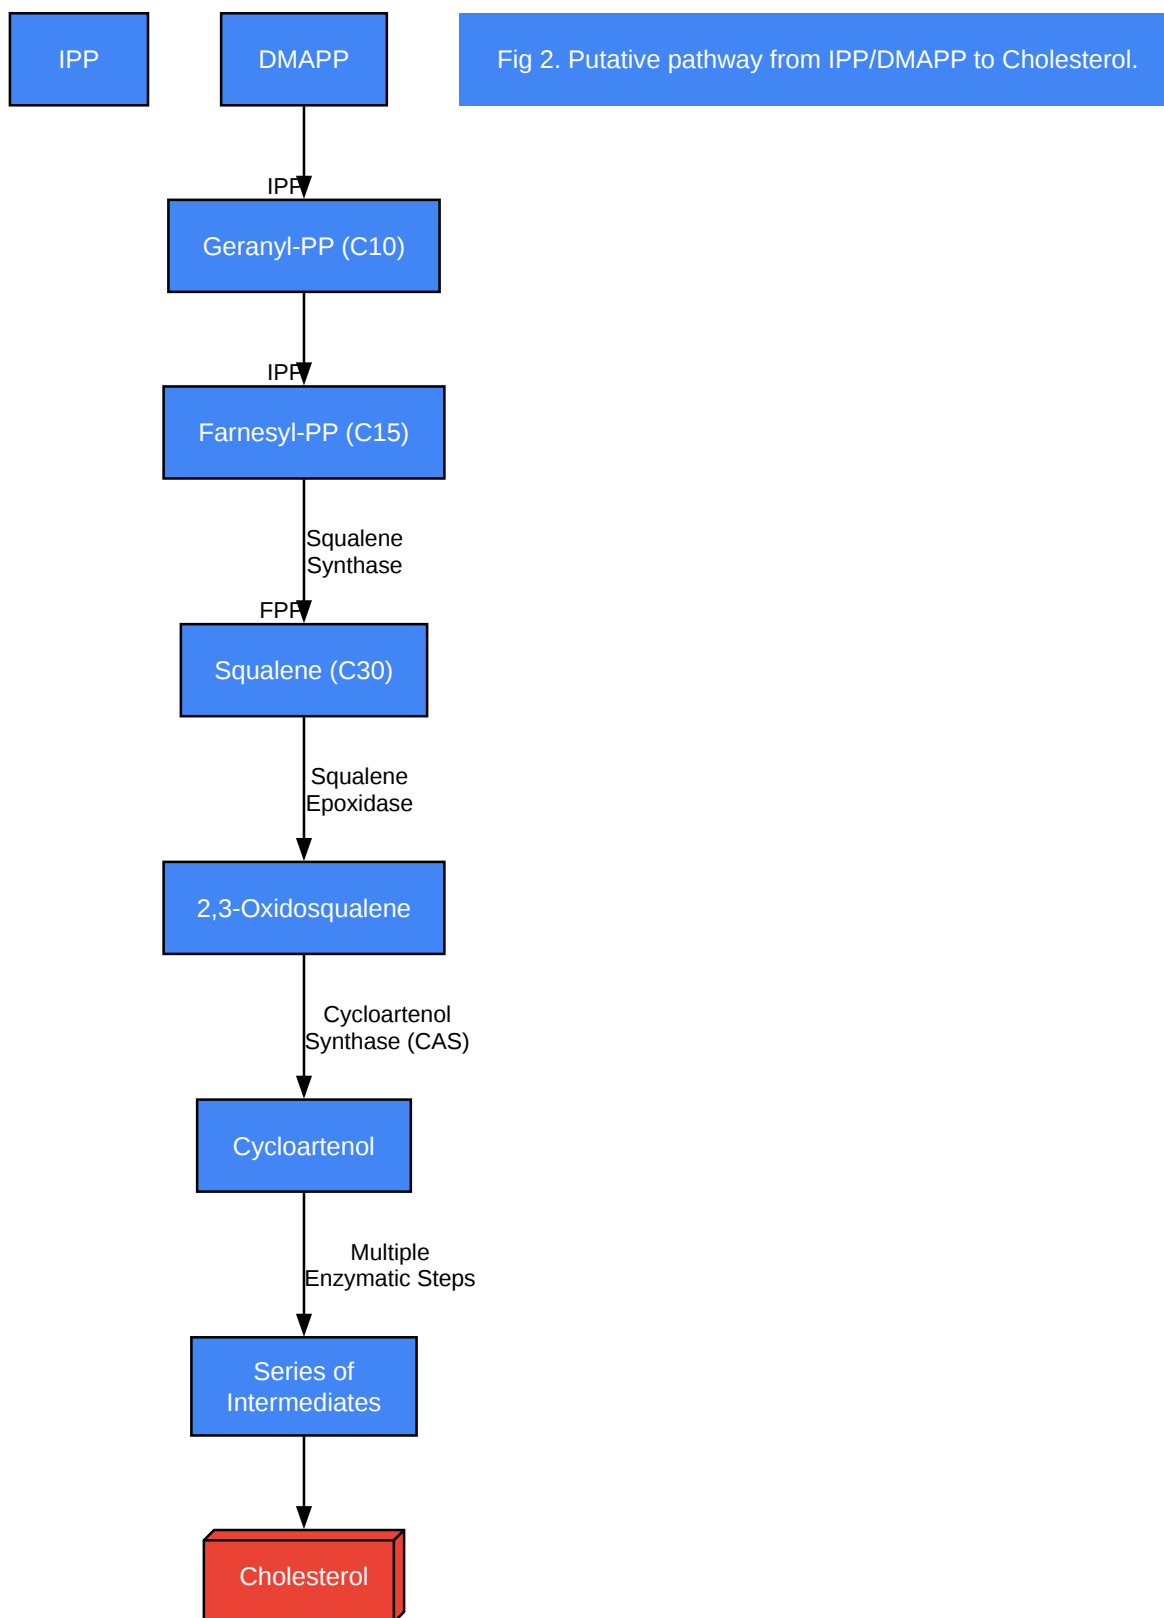 IPP
DMAPP
Fig 2. Putative pathway from IPP/DMAPP to Cholesterol.
IPP
Geranyl-PP (C10)
IPP
Farnesyl-PP (C15)
Squalene
Synthase
FPP
Squalene (C30)
Squalene
Epoxidase
2,3-Oxidosqualene
Cycloartenol
Synthase (CAS)
Cycloartenol
Multiple
Enzymatic Steps
Series of
Intermediates
Cholesterol